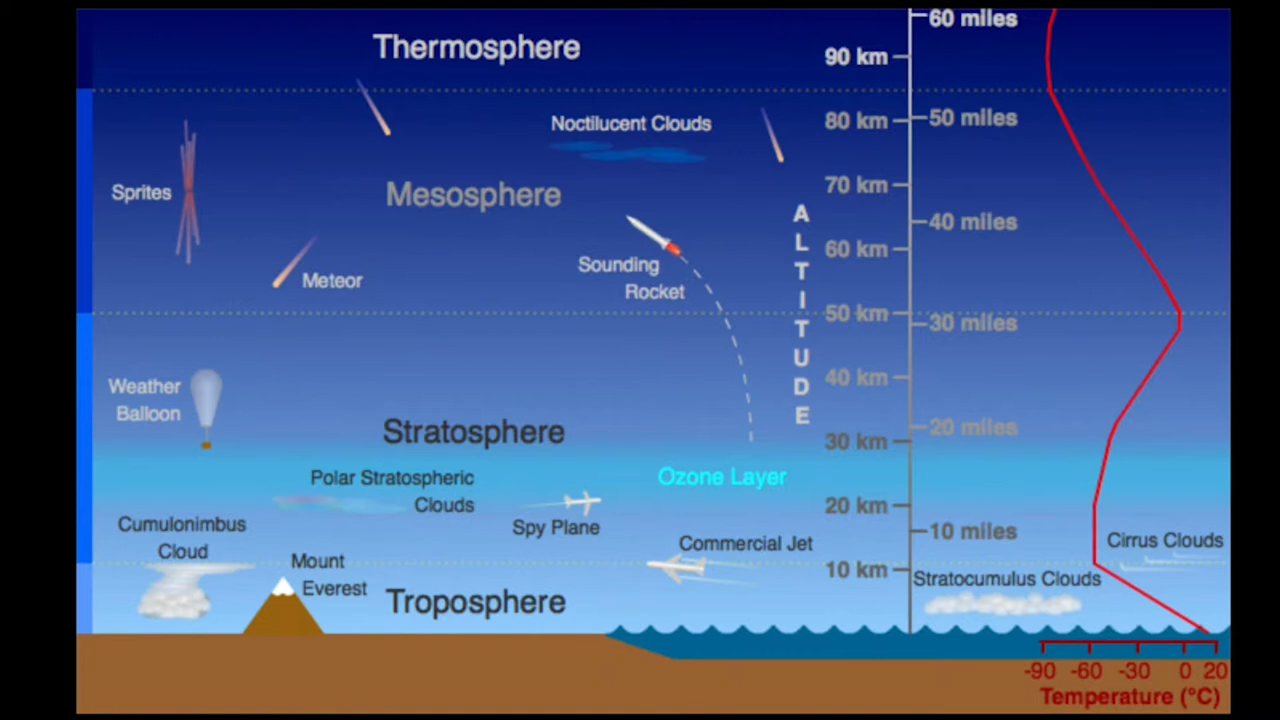 60 miles
Thermosphere
90 km
Noctilucent Clouds
80 km
50 miles
Sprites
Mesosphere
70 km
ALTITUDE
40 miles
60 km
Sounding
Rocket
Meteor
50 km
30 miles
Weather
Balloon
40 km
Stratosphere
30 km
20 miles
Polar Stratospheric
Clouds
Ozone Layer
20 km
Spy Plane
10 miles
Cumulonimbus
Cloud
Commercial Jet
Cirrus Clouds
Mount
Everest
10 km
Stratocumulus Clouds
Troposphere
-90 -60 -30 0 20
Temperature (°C)